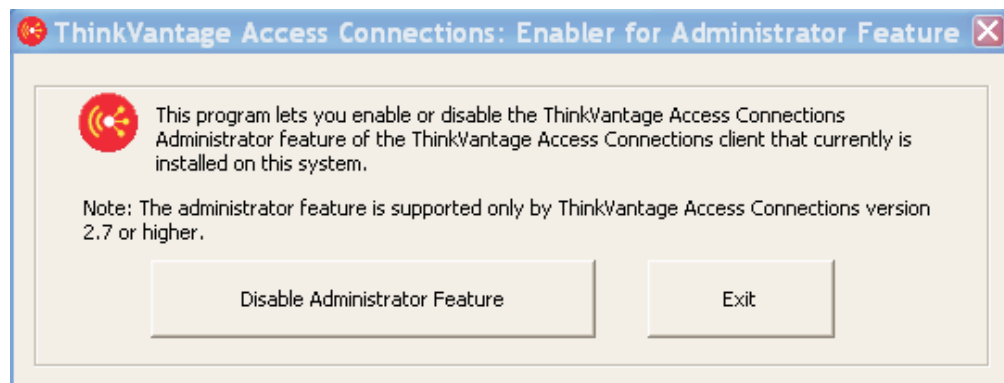 ThinkVantage Access Connections: Enabler for Administrator Feature
This program lets you enable or disable the ThinkVantage Access Connections
Administrator feature of the ThinkVantage Access Connections client that currently is
installed on this system.
Note: The administrator feature is supported only by ThinkVantage Access Connections version
2.7 or higher.
Disable Administrator Feature
Exit